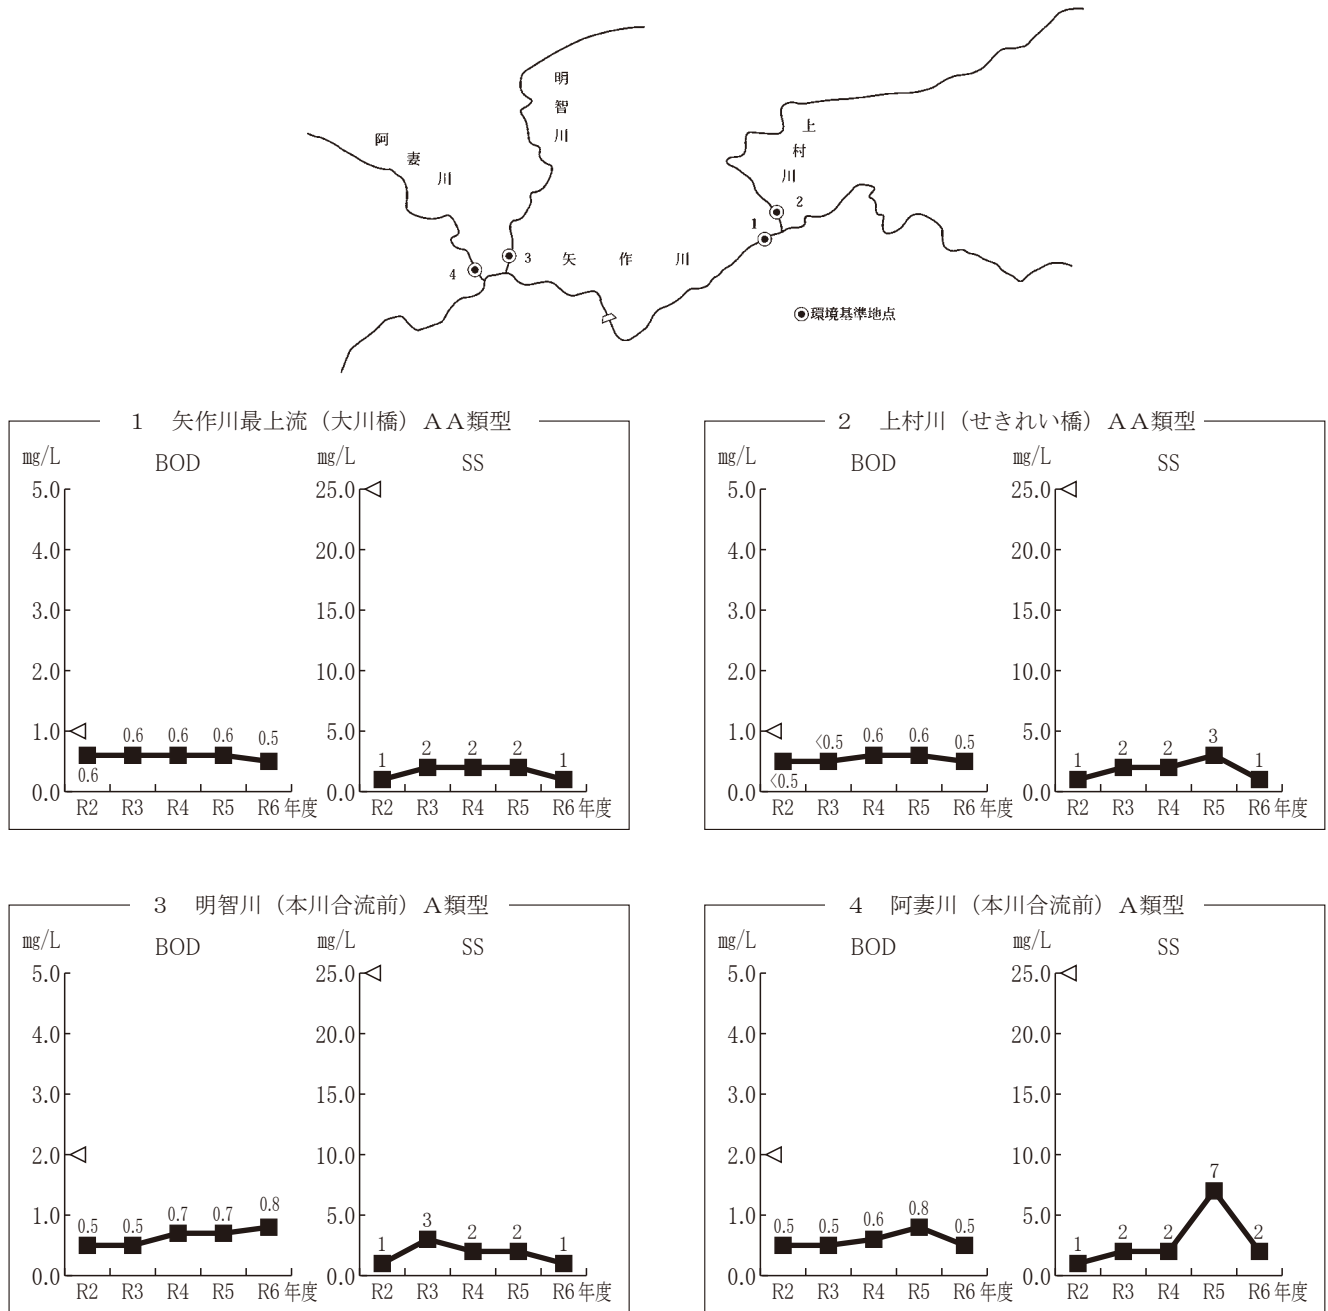 明智川
阿妻川
上村川
2
1
3
矢作川
4
環境基準地点
1 矢作川最上流（大川橋）ＡＡ類型
㎎/L
BOD
5.0
4.0
3.0
2.0
1.0
0.0
0.6
0.6
0.6
0.6
0.5
R2 R3 R4 R5 R6 年度
㎎/L
SS
25.0
20.0
15.0
10.0
5.0
0.0
1
2
2
2
1
R2 R3 R4 R5 R6 年度
2 上村川（せきれい橋）ＡＡ類型
㎎/L
BOD
5.0
4.0
3.0
2.0
1.0
0.0
<0.5
<0.5
0.6
0.6
0.5
R2 R3 R4 R5 R6 年度
㎎/L
SS
25.0
20.0
15.0
10.0
5.0
0.0
1
2
2
3
1
R2 R3 R4 R5 R6 年度
3 明智川（本川合流前）Ａ類型
㎎/L
BOD
5.0
4.0
3.0
2.0
1.0
0.0
0.5
0.5
0.7
0.7
0.8
R2 R3 R4 R5 R6 年度
㎎/L
SS
25.0
20.0
15.0
10.0
5.0
0.0
1
3
2
2
1
R2 R3 R4 R5 R6 年度
4 阿妻川（本川合流前）Ａ類型
㎎/L
BOD
5.0
4.0
3.0
2.0
1.0
0.0
0.5
0.5
0.6
0.8
0.5
R2 R3 R4 R5 R6 年度
㎎/L
SS
25.0
20.0
15.0
10.0
5.0
0.0
1
2
2
7
2
R2 R3 R4 R5 R6 年度